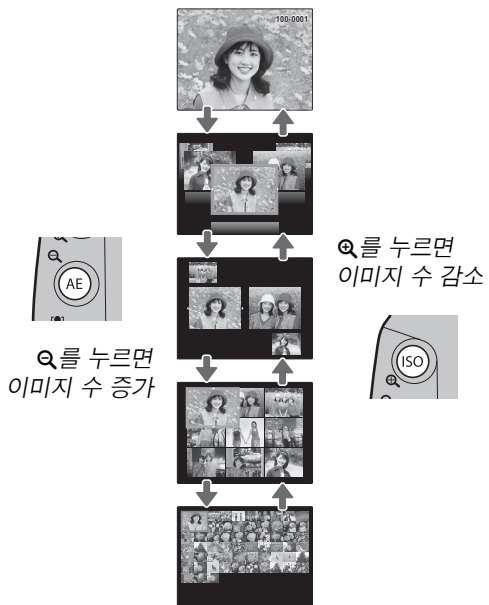 100-0001
를 누르면
이미지 수 감소
AE
를 누르면
이미지 수 증가
ISO